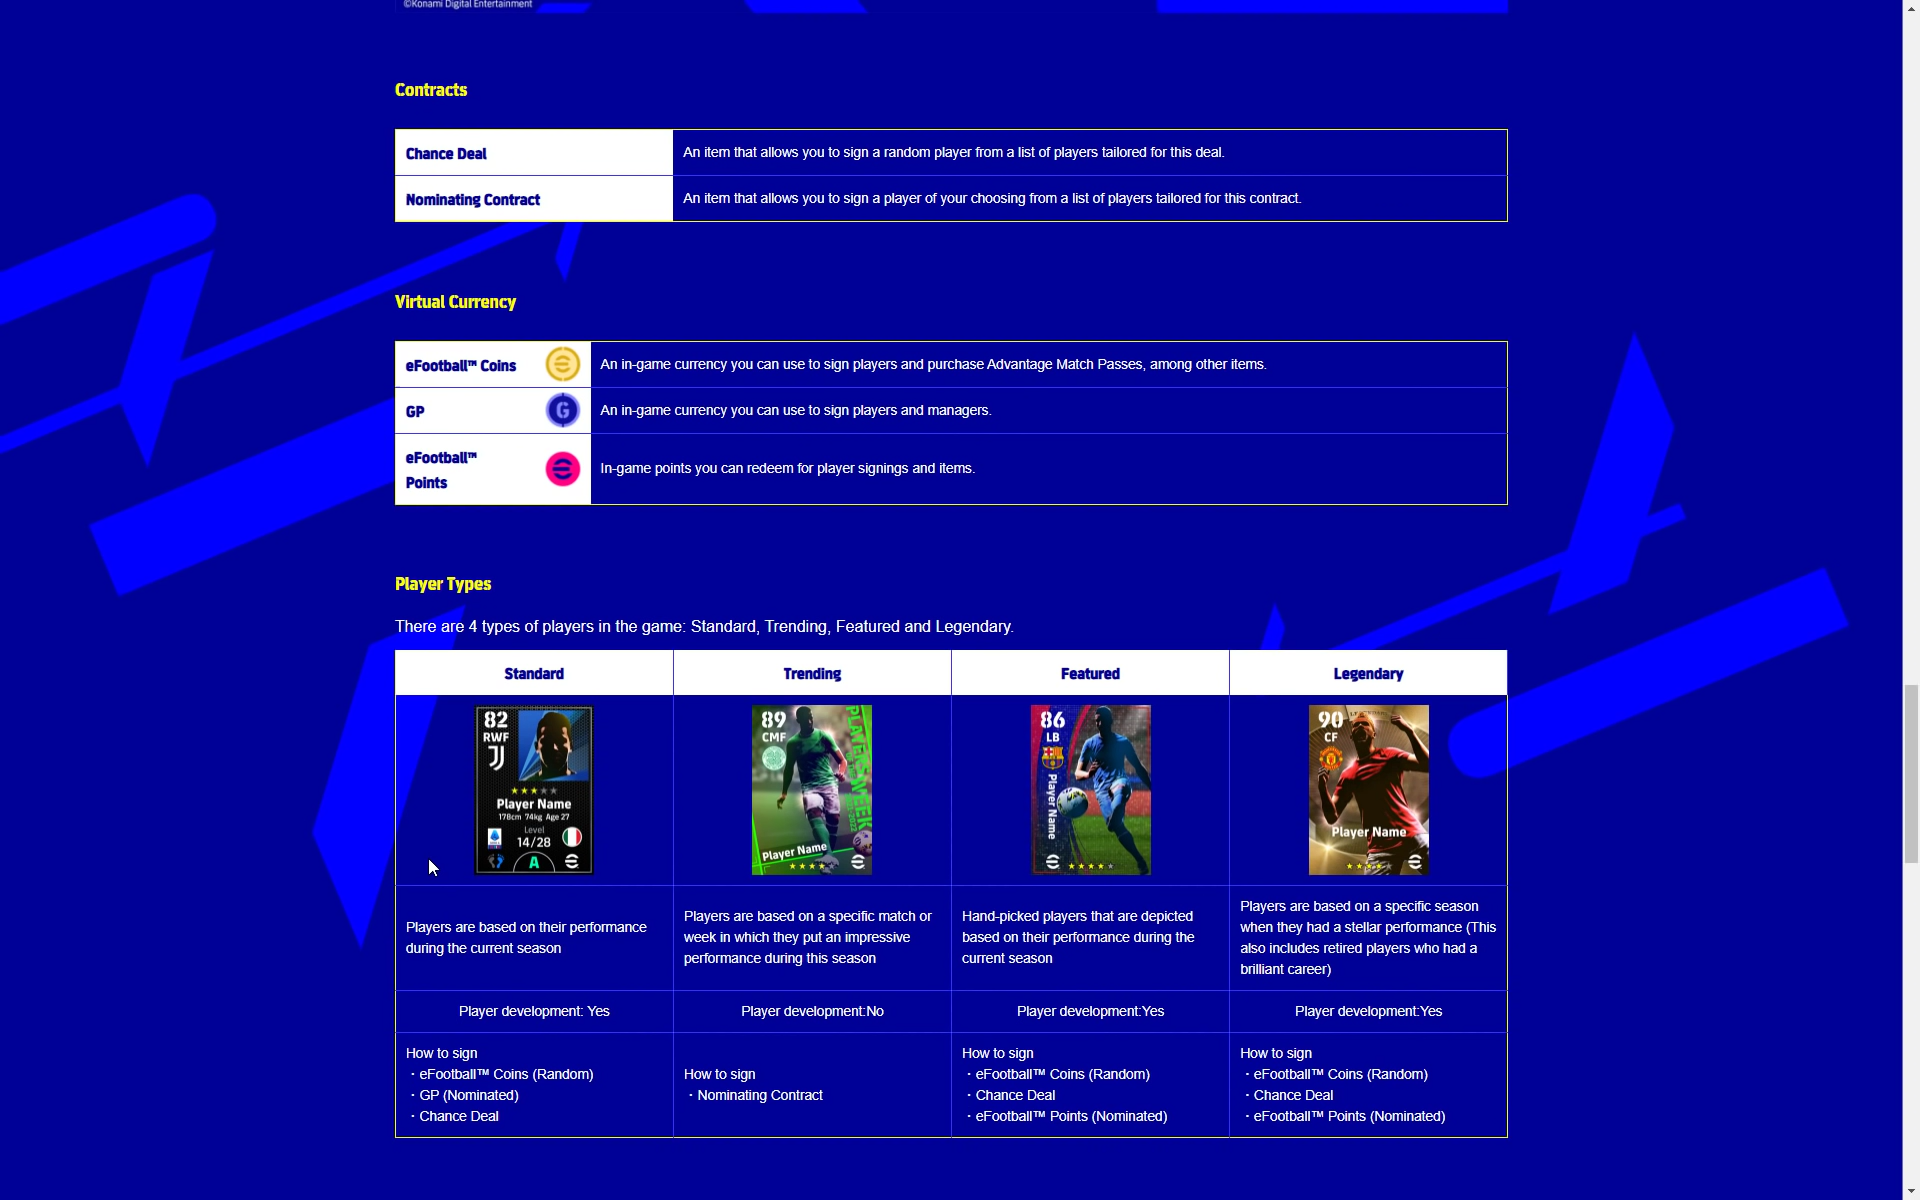 ©Konami Digital Entertainment
Contracts
Chance Deal
An item that allows you to sign a random player from a list of players tailored for this deal.
Nominating Contract
An item that allows you to sign a player of your choosing from a list of players tailored for this contract.
Virtual Currency
eFootball™ Coins
An in-game currency you can use to sign players and purchase Advantage Match Passes, among other items.
GP
G
An in-game currency you can use to sign players and managers.
eFootball™
Points
In-game points you can redeem for player signings and items.
Player Types
There are 4 types of players in the game: Standard, Trending, Featured and Legendary.
Standard
Trending
Featured
Legendary
82
RWF
Player Name
178cm 74kg Age 27
Level
14/28
A
89
CMF
PLAYERS
WEEK
Player Name
86
LB
Player Name
90
CF
Player Name
Players are based on their performance
during the current season
Players are based on a specific match or
week in which they put an impressive
performance during this season
Hand-picked players that are depicted
based on their performance during the
current season
Players are based on a specific season
when they had a stellar performance (This
also includes retired players who had a
brilliant career)
Player development: Yes
Player development:No
Player development:Yes
Player development:Yes
How to sign
・eFootball™ Coins (Random)
・GP (Nominated)
・Chance Deal
How to sign
・Nominating Contract
How to sign
・eFootball™ Coins (Random)
・Chance Deal
・eFootball™ Points (Nominated)
How to sign
・eFootball™ Coins (Random)
・Chance Deal
・eFootball™ Points (Nominated)